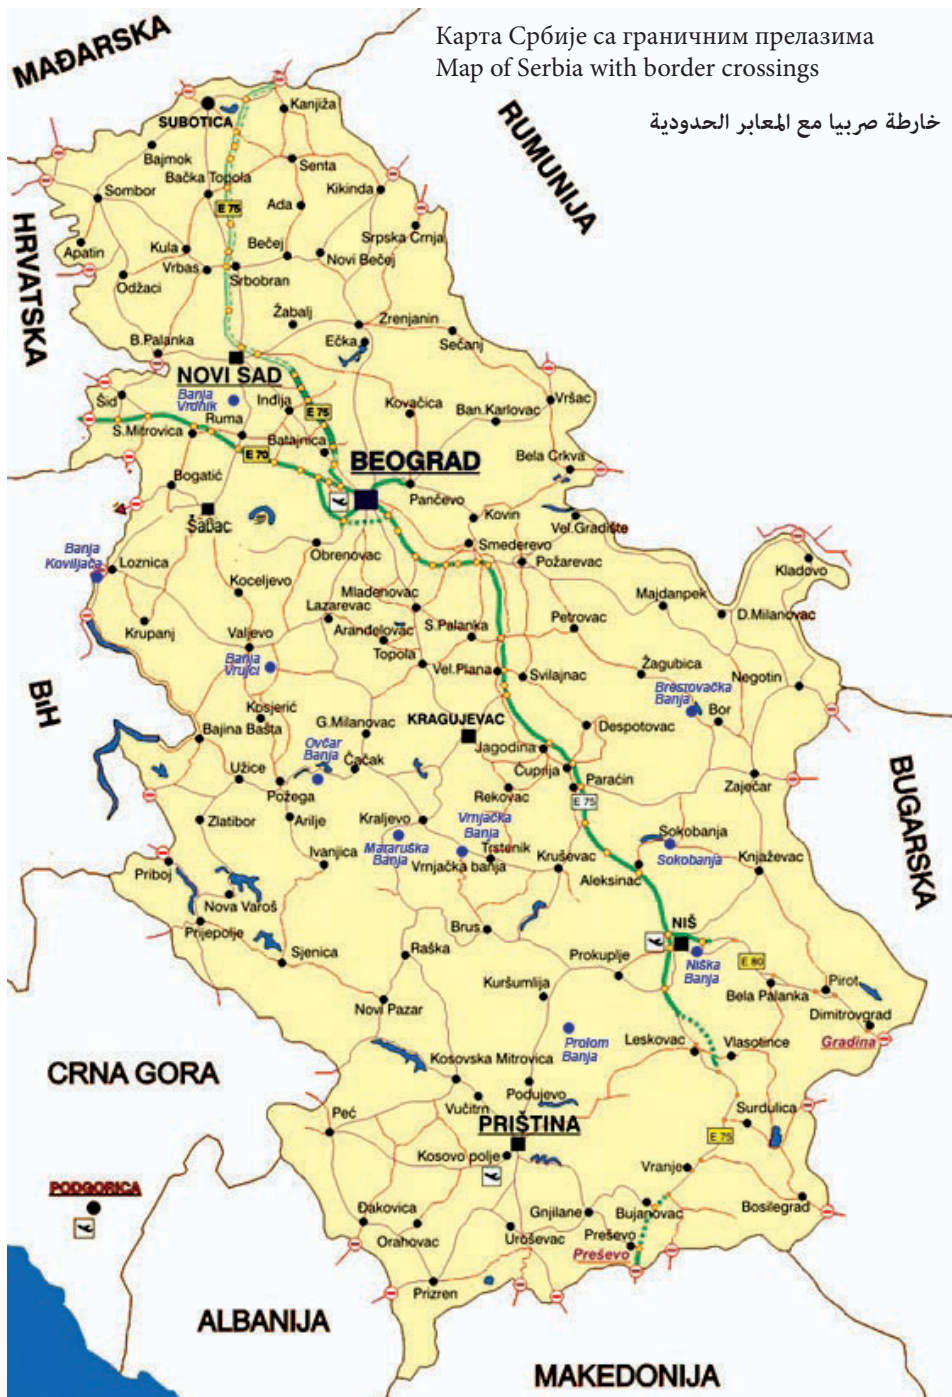 Карта Србије са граничним прелазима
Map of Serbia with border crossings
خارطة صربيا مع المعابر الحدودية
MAĐARSKA
RUMUNIJA
HRVATSKA
SUBOTICA
Kanjiža
Bajmok
Senta
Bačka Topola
Kikinda
Sombor
Ada
E 75
Srpska Crnja
Apatin
Kula
Bečej
Novi Bečej
Vrbas
Odžaci
Srbobran
Žabalj
Zrenjanin
B.Palanka
Ečka
Sečanj
NOVI SAD
Šid
Banja
Vrdnik
Inđija
E 75
Kovačica
Ban.Karlovac
Vršac
S.Mitrovica
Ruma
Batajnica
E 70
BEOGRAD
Bela Crkva
Bogatić
Pančevo
Šabac
Kovin
Vel.Gradište
Banja
Koviljača
Loznica
Obrenovac
Smederevo
Požarevac
Kladovo
Koceljevo
Mladenovac
Majdanpek
Lazarevac
D.Milanovac
Krupanj
Valjevo
Aranđelovac
S.Palanka
Petrovac
Topola
Banja
Vrujci
Vel.Plana
Svilajnac
Žagubica
Negotin
BiH
Brestovačka
Banja
Bor
Kosjerić
Bajina Bašta
G.Milanovac
KRAGUJEVAC
Despotovac
Ovčar
Banja
Čačak
Jagodina
BUGARSKA
Užice
Požega
Ćuprija
Paraćin
Zaječar
Rekovac
E 75
Zlatibor
Arilje
Kraljevo
Vrnjačka
Banja
Sokobanja
Ivanjica
Mataruška
Banja
Trstenik
Vrnjačka banja
Kruševac
Sokobanja
Knjaževac
Priboj
Aleksinac
Nova Varoš
Prijepolje
Brus
NIŠ
Sjenica
Raška
Prokuplje
Niška
Banja
E 80
Kuršumlija
Bela Palanka
Pirot
Novi Pazar
Dimitrovgrad
Prolom
Banja
Leskovac
Vlasotince
Gradina
CRNA GORA
Kosovska Mitrovica
Podujevo
Vučitrn
Peć
PRIŠTINA
Surdulica
E 75
Kosovo polje
Vranje
PODGORICA
Đakovica
Gnjilane
Bujanovac
Bosilegrad
Orahovac
Uroševac
Preševo
Preševo
Prizren
ALBANIJA
MAKEDONIJA